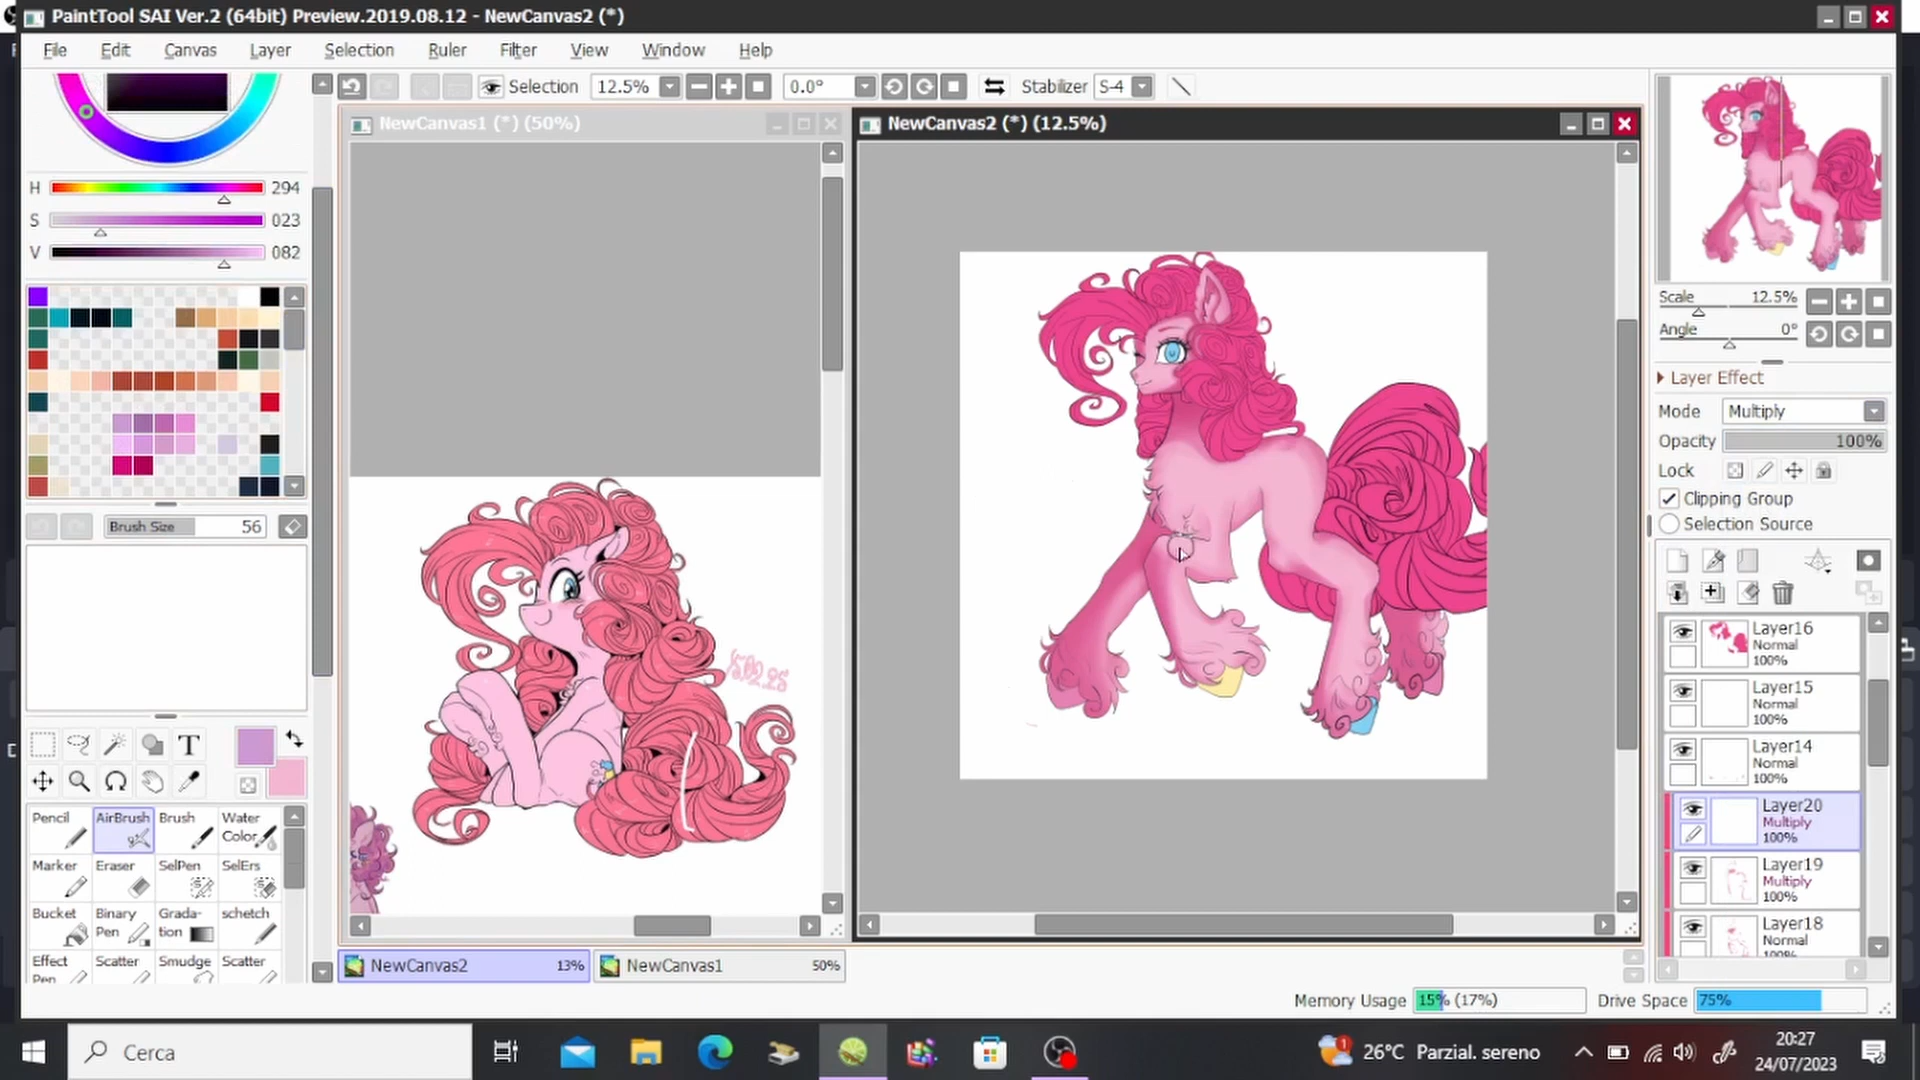 PaintTool SAI Ver.2 (64bit) Preview.2019.08.12 - NewCanvas2 (*)
File Edit Canvas Layer Selection Ruler Filter View Window Help
Selection 12.5% 0.0° Stabilizer S-4
NewCanvas1 (*) (50%)
NewCanvas2 (*) (12.5%)
H 294
S 023
V 082
Brush Size 56
T
Pencil AirBrush Brush Water Color
Marker Eraser SelPen SelErs
Bucket Binary Pen Grada-tion schetch
Effect Pen Scatter Smudge Scatter
Scale 12.5%
Angle 0°
Layer Effect
Mode Multiply
Opacity 100%
Lock
Clipping Group
Selection Source
Layer16
Normal
100%
Layer15
Normal
100%
Layer14
Normal
100%
Layer20
Multiply
100%
Layer19
Multiply
100%
Layer18
Normal
100%
NewCanvas2 13% NewCanvas1 50%
Memory Usage 15% (17%) Drive Space 75%
Cerca
1
26°C Parzial. sereno
20:27
24/07/2023